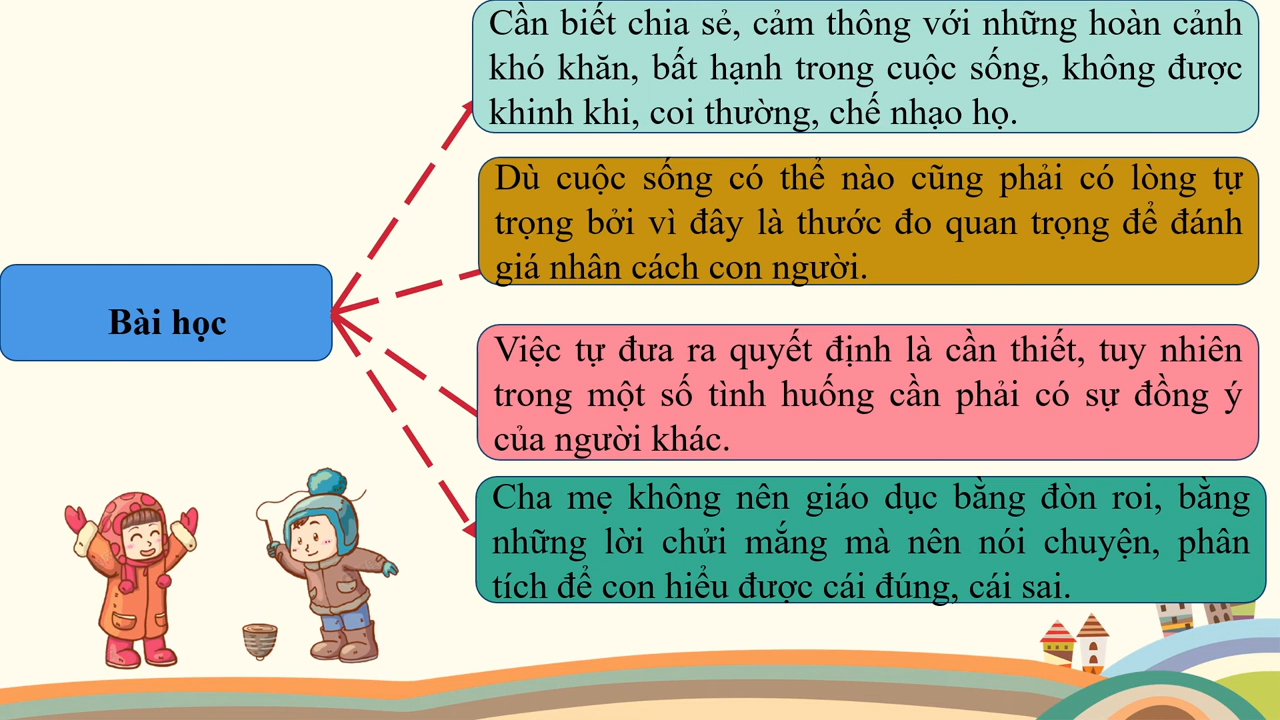 Cần biết chia sẻ, cảm thông với những hoàn cảnh
khó khăn, bất hạnh trong cuộc sống, không được
khinh khi, coi thường, chế nhạo họ.
Dù cuộc sống có thể nào cũng phải có lòng tự
trọng bởi vì đây là thước đo quan trọng để đánh
giá nhân cách con người.
Bài học
Việc tự đưa ra quyết định là cần thiết, tuy nhiên
trong một số tình huống cần phải có sự đồng ý
của người khác.
Cha mẹ không nên giáo dục bằng đòn roi, bằng
những lời chửi mắng mà nên nói chuyện, phân
tích để con hiểu được cái đúng, cái sai.